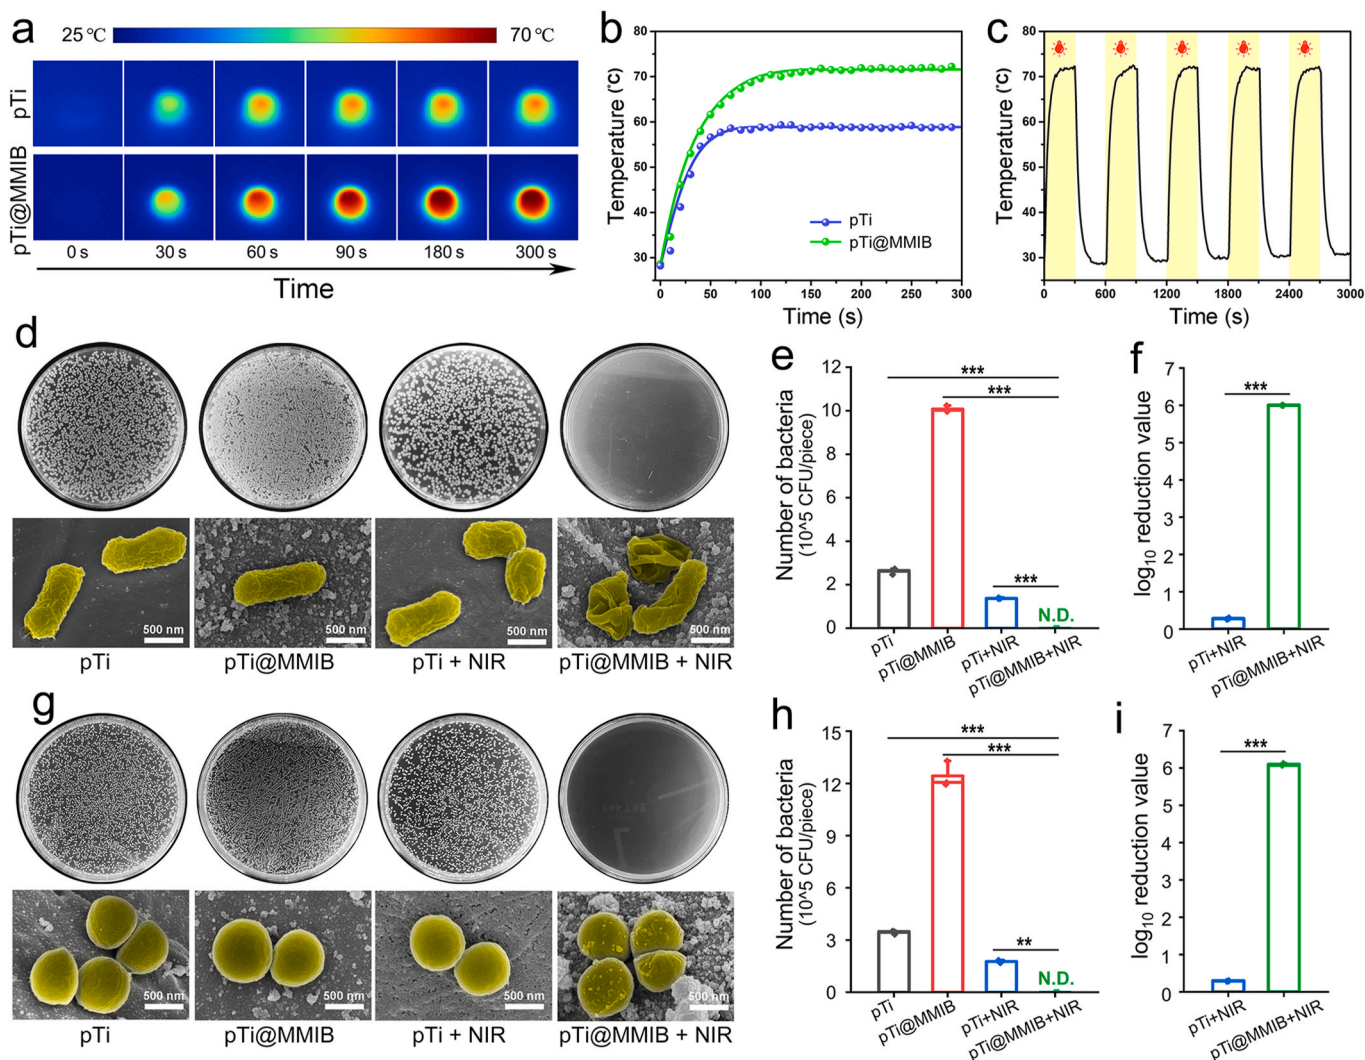 a
25 ℃
70 ℃
pTi
pTi@MMIB
0 s
30 s
60 s
90 s
180 s
300 s
Time
b
Temperature (℃)
80
70
60
50
40
30
pTi
pTi@MMIB
0
50
100
150
200
250
300
Time (s)
c
Temperature (℃)
80
70
60
50
40
30
0
600
1200
1800
2400
3000
Time (s)
d
500 nm
500 nm
500 nm
500 nm
pTi
pTi@MMIB
pTi + NIR
pTi@MMIB + NIR
e
Number of bacteria
(10^5 CFU/piece)
12
10
8
6
4
2
0
***
***
***
N.D.
pTi
pTi@MMIB
pTi+NIR
pTi@MMIB+NIR
f
log10 reduction value
7
6
5
4
3
2
1
0
***
pTi+NIR
pTi@MMIB+NIR
g
500 nm
500 nm
500 nm
500 nm
pTi
pTi@MMIB
pTi + NIR
pTi@MMIB + NIR
h
Number of bacteria
(10^5 CFU/piece)
15
12
9
6
3
0
***
***
**
N.D.
pTi
pTi@MMIB
pTi+NIR
pTi@MMIB+NIR
i
log10 reduction value
7
6
5
4
3
2
1
0
***
pTi+NIR
pTi@MMIB+NIR